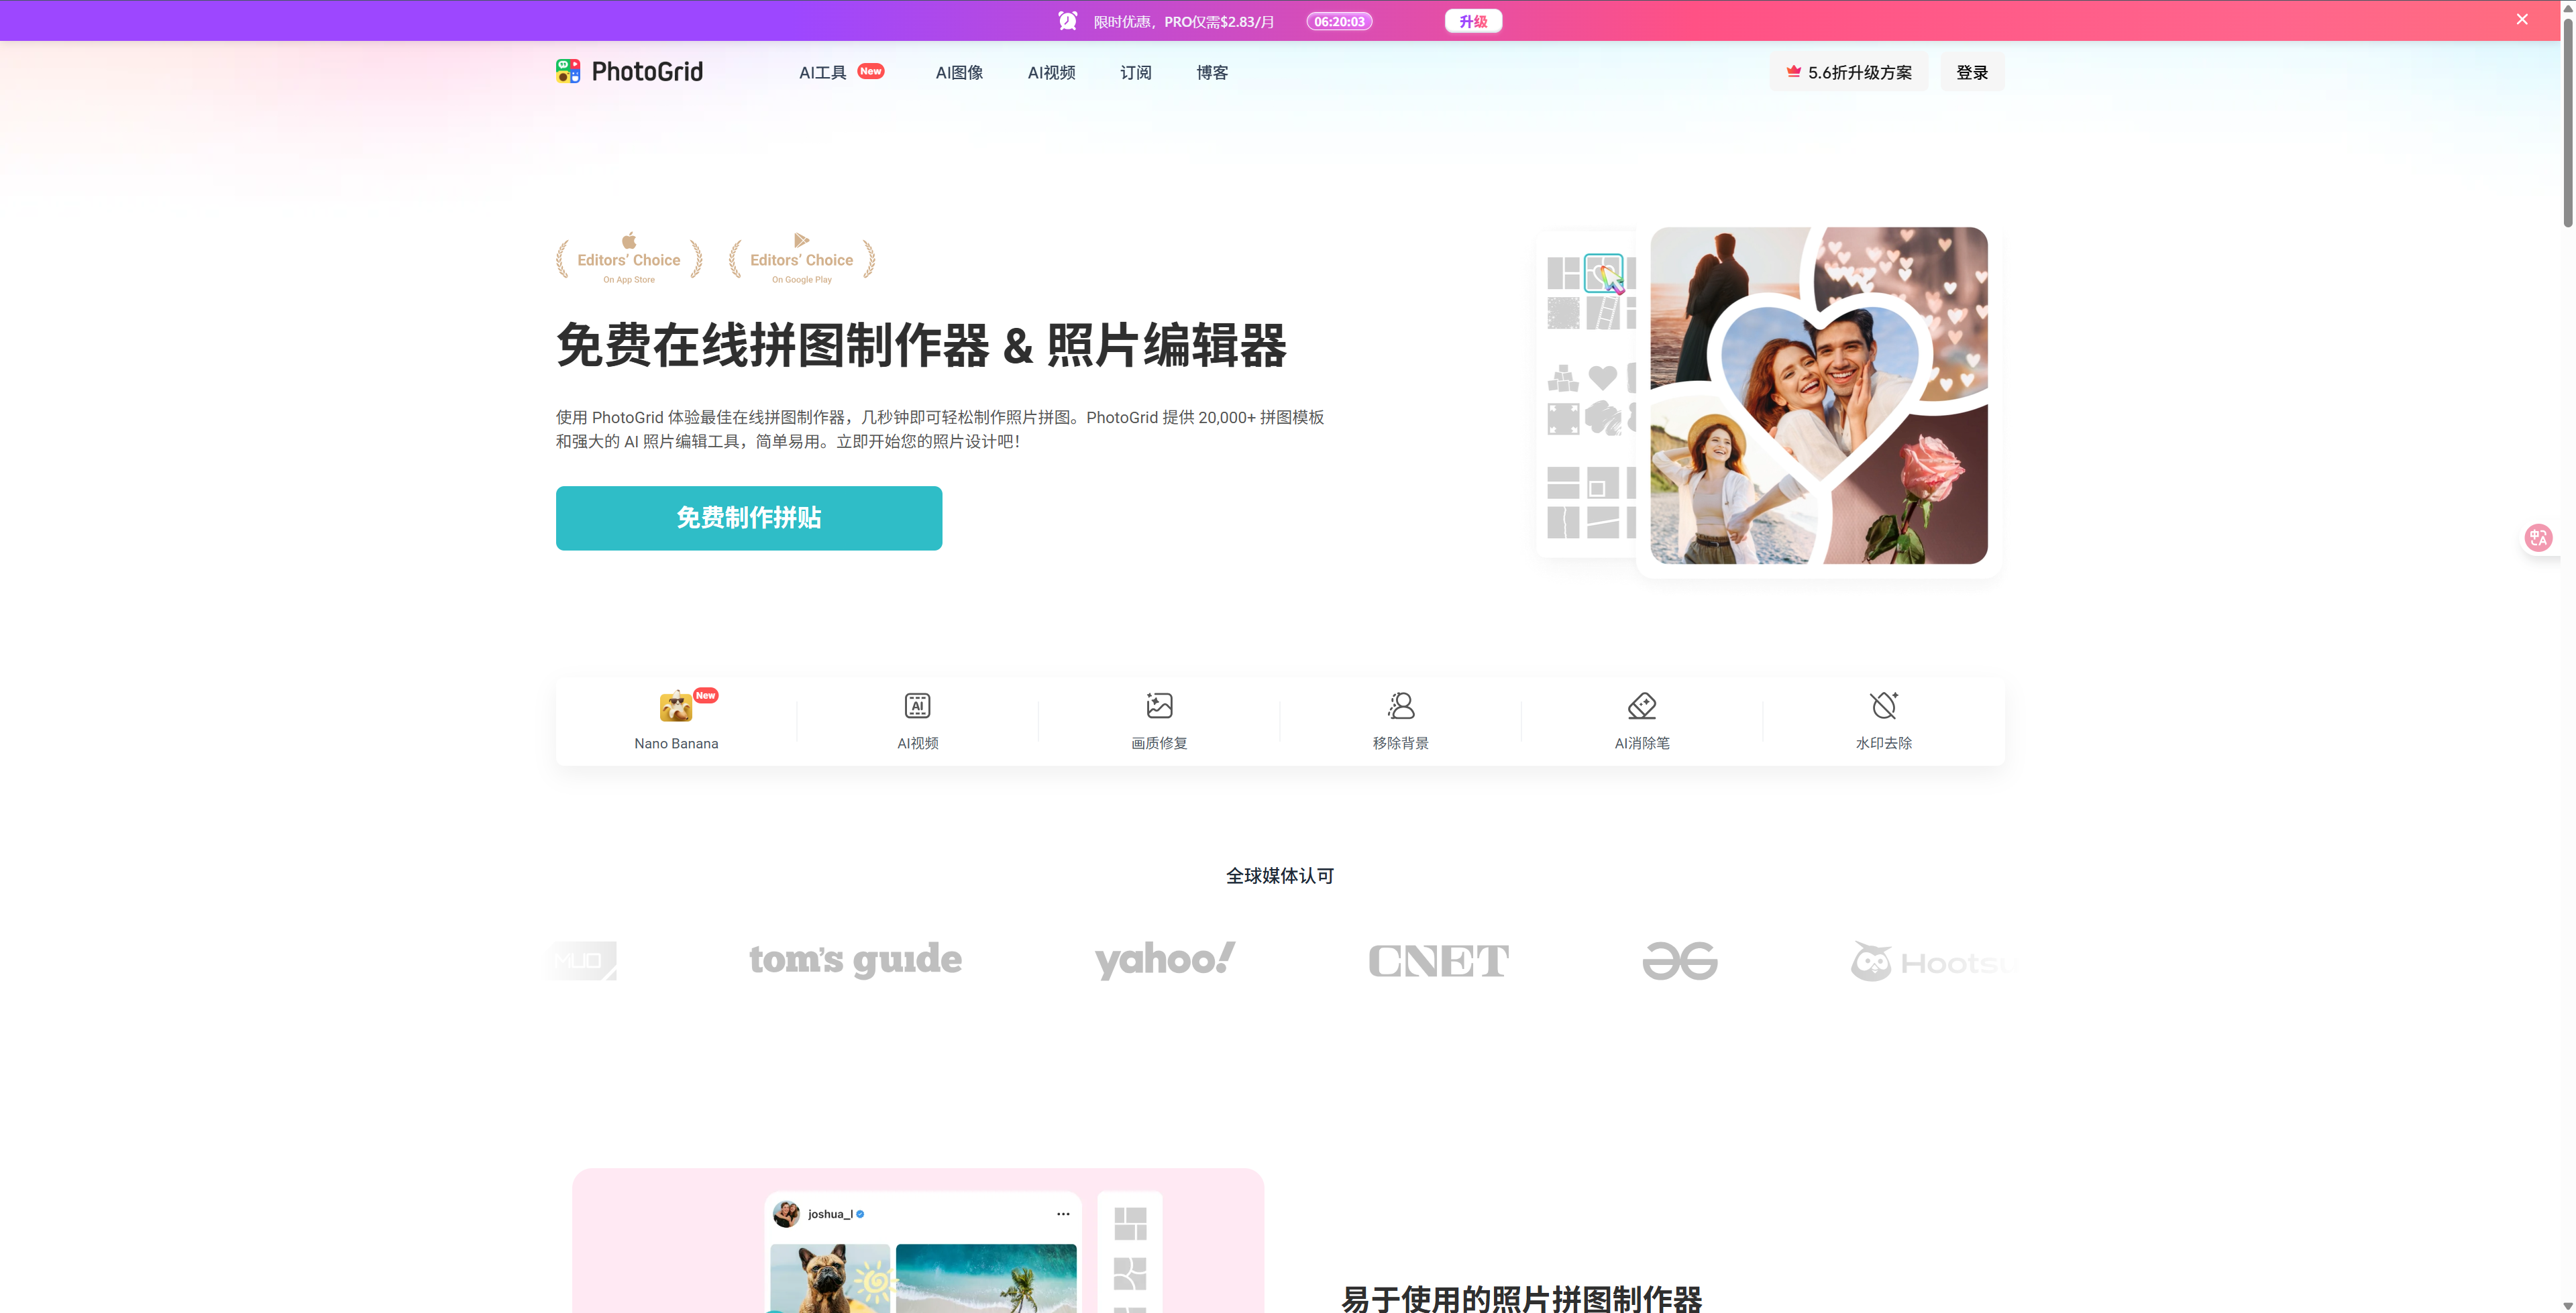 限时优惠，PRO仅需$2.83/月
06:20:03
升级
PhotoGrid
AI工具
New
AI图像
AI视频
订阅
博客
5.6折升级方案
登录
Editors’ Choice
On App Store
Editors’ Choice
On Google Play
免费在线拼图制作器 & 照片编辑器
使用 PhotoGrid 体验最佳在线拼图制作器，几秒钟即可轻松制作照片拼图。PhotoGrid 提供 20,000+ 拼图模板
和强大的 AI 照片编辑工具，简单易用。立即开始您的照片设计吧！
免费制作拼贴
New
Nano Banana
AI
AI视频
画质修复
移除背景
AI消除笔
水印去除
全球媒体认可
MUO
tom's guide
yahoo!
CNET
Hootsu
joshua_l
易于使用的照片拼图制作器